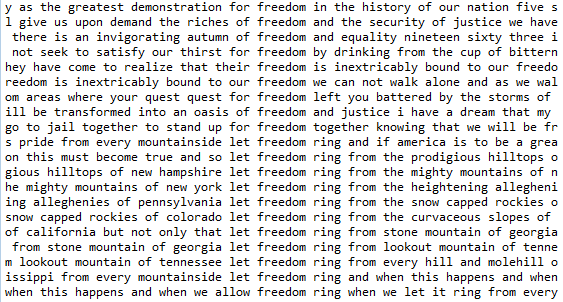 y as the greatest demonstration for freedom in the history of our nation five s
l give us upon demand the riches of freedom and the security of justice we have
 there is an invigorating autumn of freedom and equality nineteen sixty three i
 not seek to satisfy our thirst for freedom by drinking from the cup of bittern
hey have come to realize that their freedom is inextricably bound to our freedo
reedom is inextricably bound to our freedom we can not walk alone and as we wal
om areas where your quest quest for freedom left you battered by the storms of
ill be transformed into an oasis of freedom and justice i have a dream that my
go to jail together to stand up for freedom together knowing that we will be fr
s pride from every mountainside let freedom ring and if america is to be a grea
on this must become true and so let freedom ring from the prodigious hilltops o
gious hilltops of new hampshire let freedom ring from the mighty mountains of n
he mighty mountains of new york let freedom ring from the heightening allegheni
ing alleghenies of pennsylvania let freedom ring from the snow capped rockies o
snow capped rockies of colorado let freedom ring from the curvaceous slopes of
of california but not only that let freedom ring from stone mountain of georgia
 from stone mountain of georgia let freedom ring from lookout mountain of tenne
m lookout mountain of tennessee let freedom ring from every hill and molehill o
issippi from every mountainside let freedom ring and when this happens and when
when this happens and when we allow freedom ring when we let it ring from every